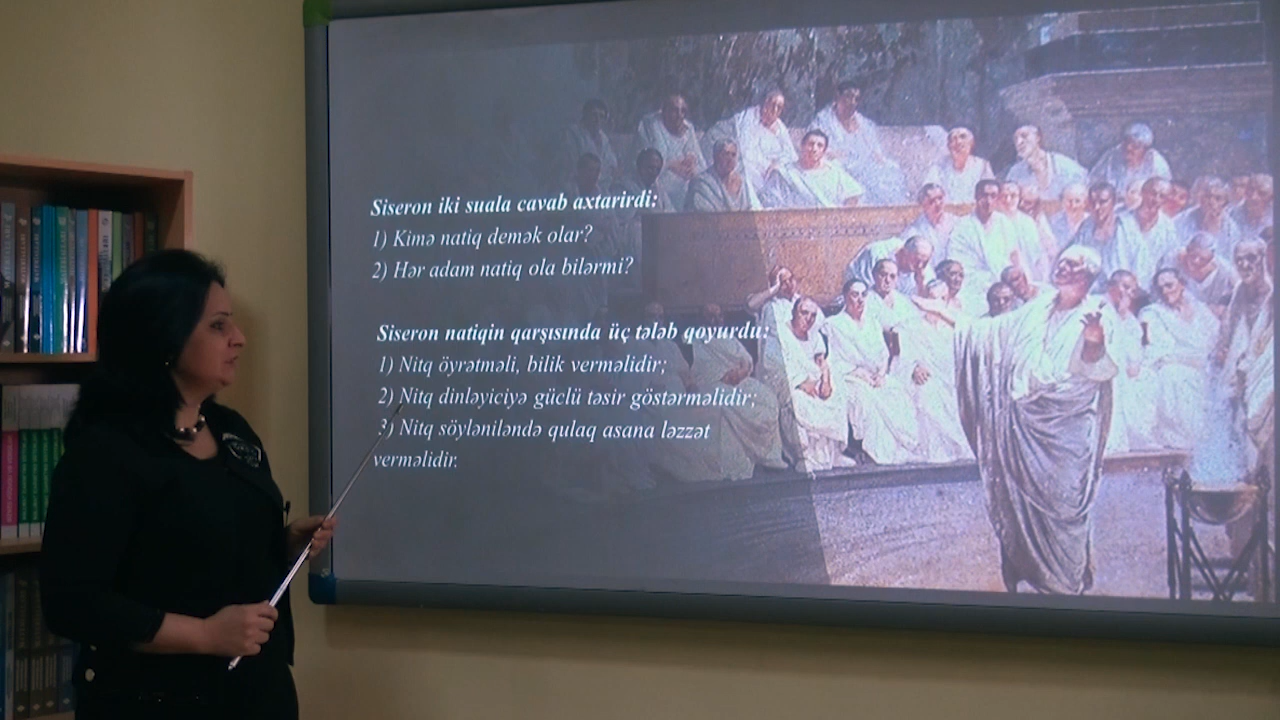 Siseron iki suala cavab axtarirdi:
1) Kimə natiq demək olar?
2) Hər adam natiq ola bilərmi?
Siseron natiqin qarşısında üç tələb qoyurdu:
1) Nitq öyrətməli, bilik verməlidir;
2) Nitq dinləyiciyə güclü təsir göstərməlidir;
3) Nitq söyləniləndə qulaq asana ləzzət
verməlidir.